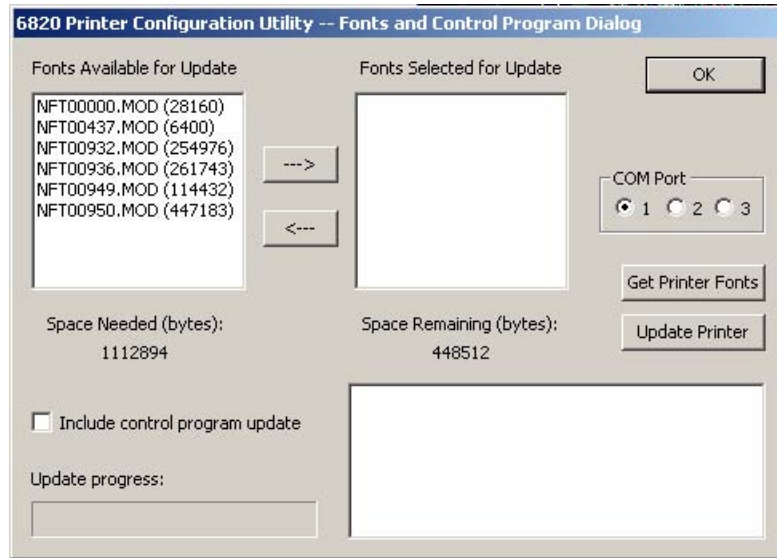 6820 Printer Configuration Utility -- Fonts and Control Program Dialog
Fonts Available for Update
Fonts Selected for Update
OK
NFT00000.MOD (28160)
NFT00437.MOD (6400)
NFT00932.MOD (254976)
NFT00936.MOD (261743)
NFT00949.MOD (114432)
NFT00950.MOD (447183)
--->
<---
COM Port
1 2 3
Get Printer Fonts
Update Printer
Space Needed (bytes):
1112894
Space Remaining (bytes):
448512
Include control program update
Update progress: